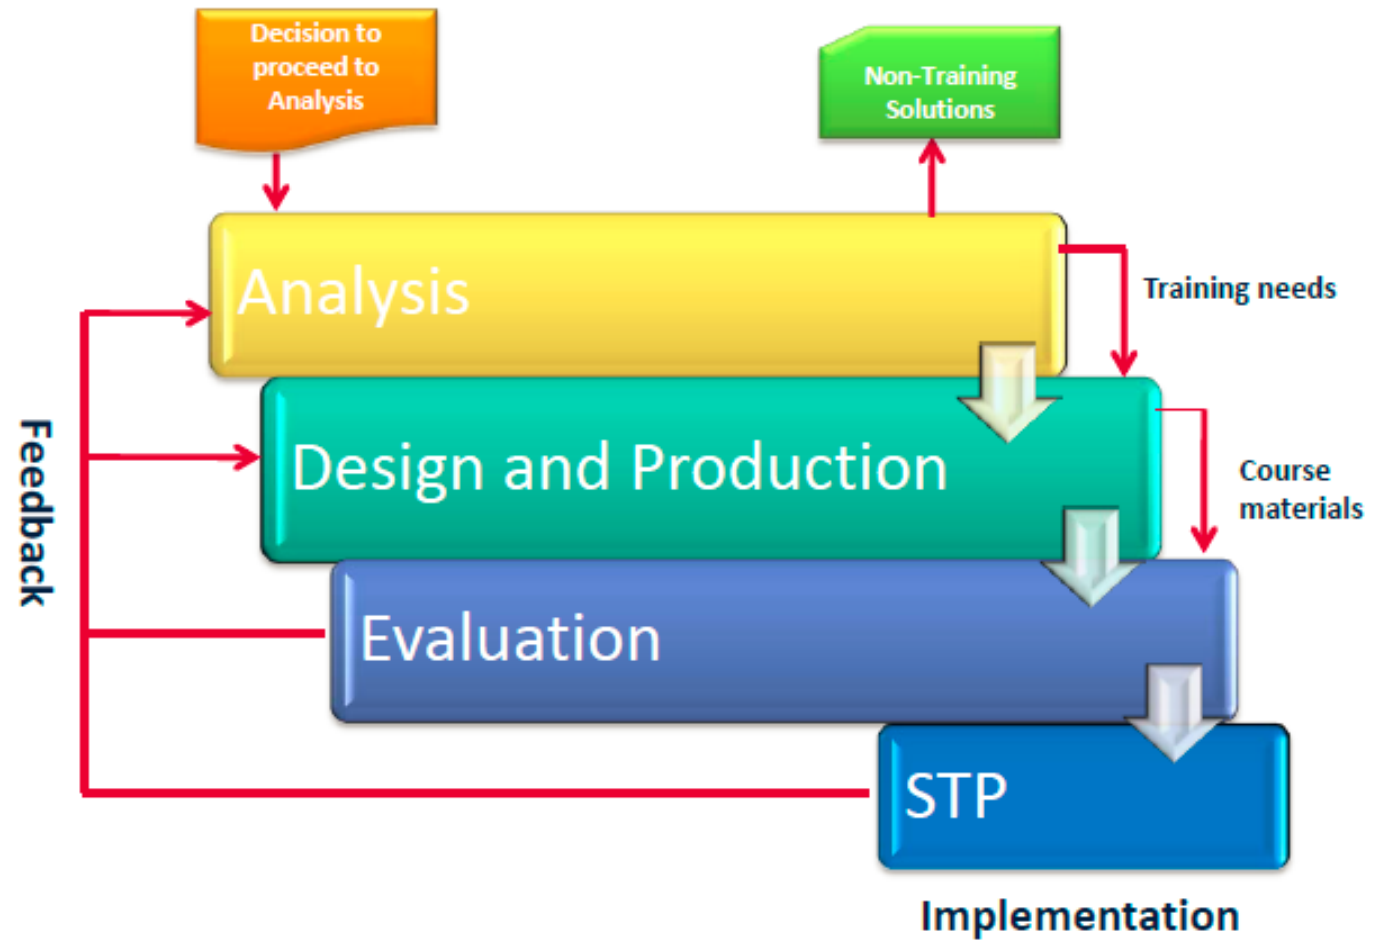 Decision to
proceed to
Analysis
Non-Training
Solutions
Analysis
Training needs
Design and Production
Course
materials
Feedback
Evaluation
STP
Implementation